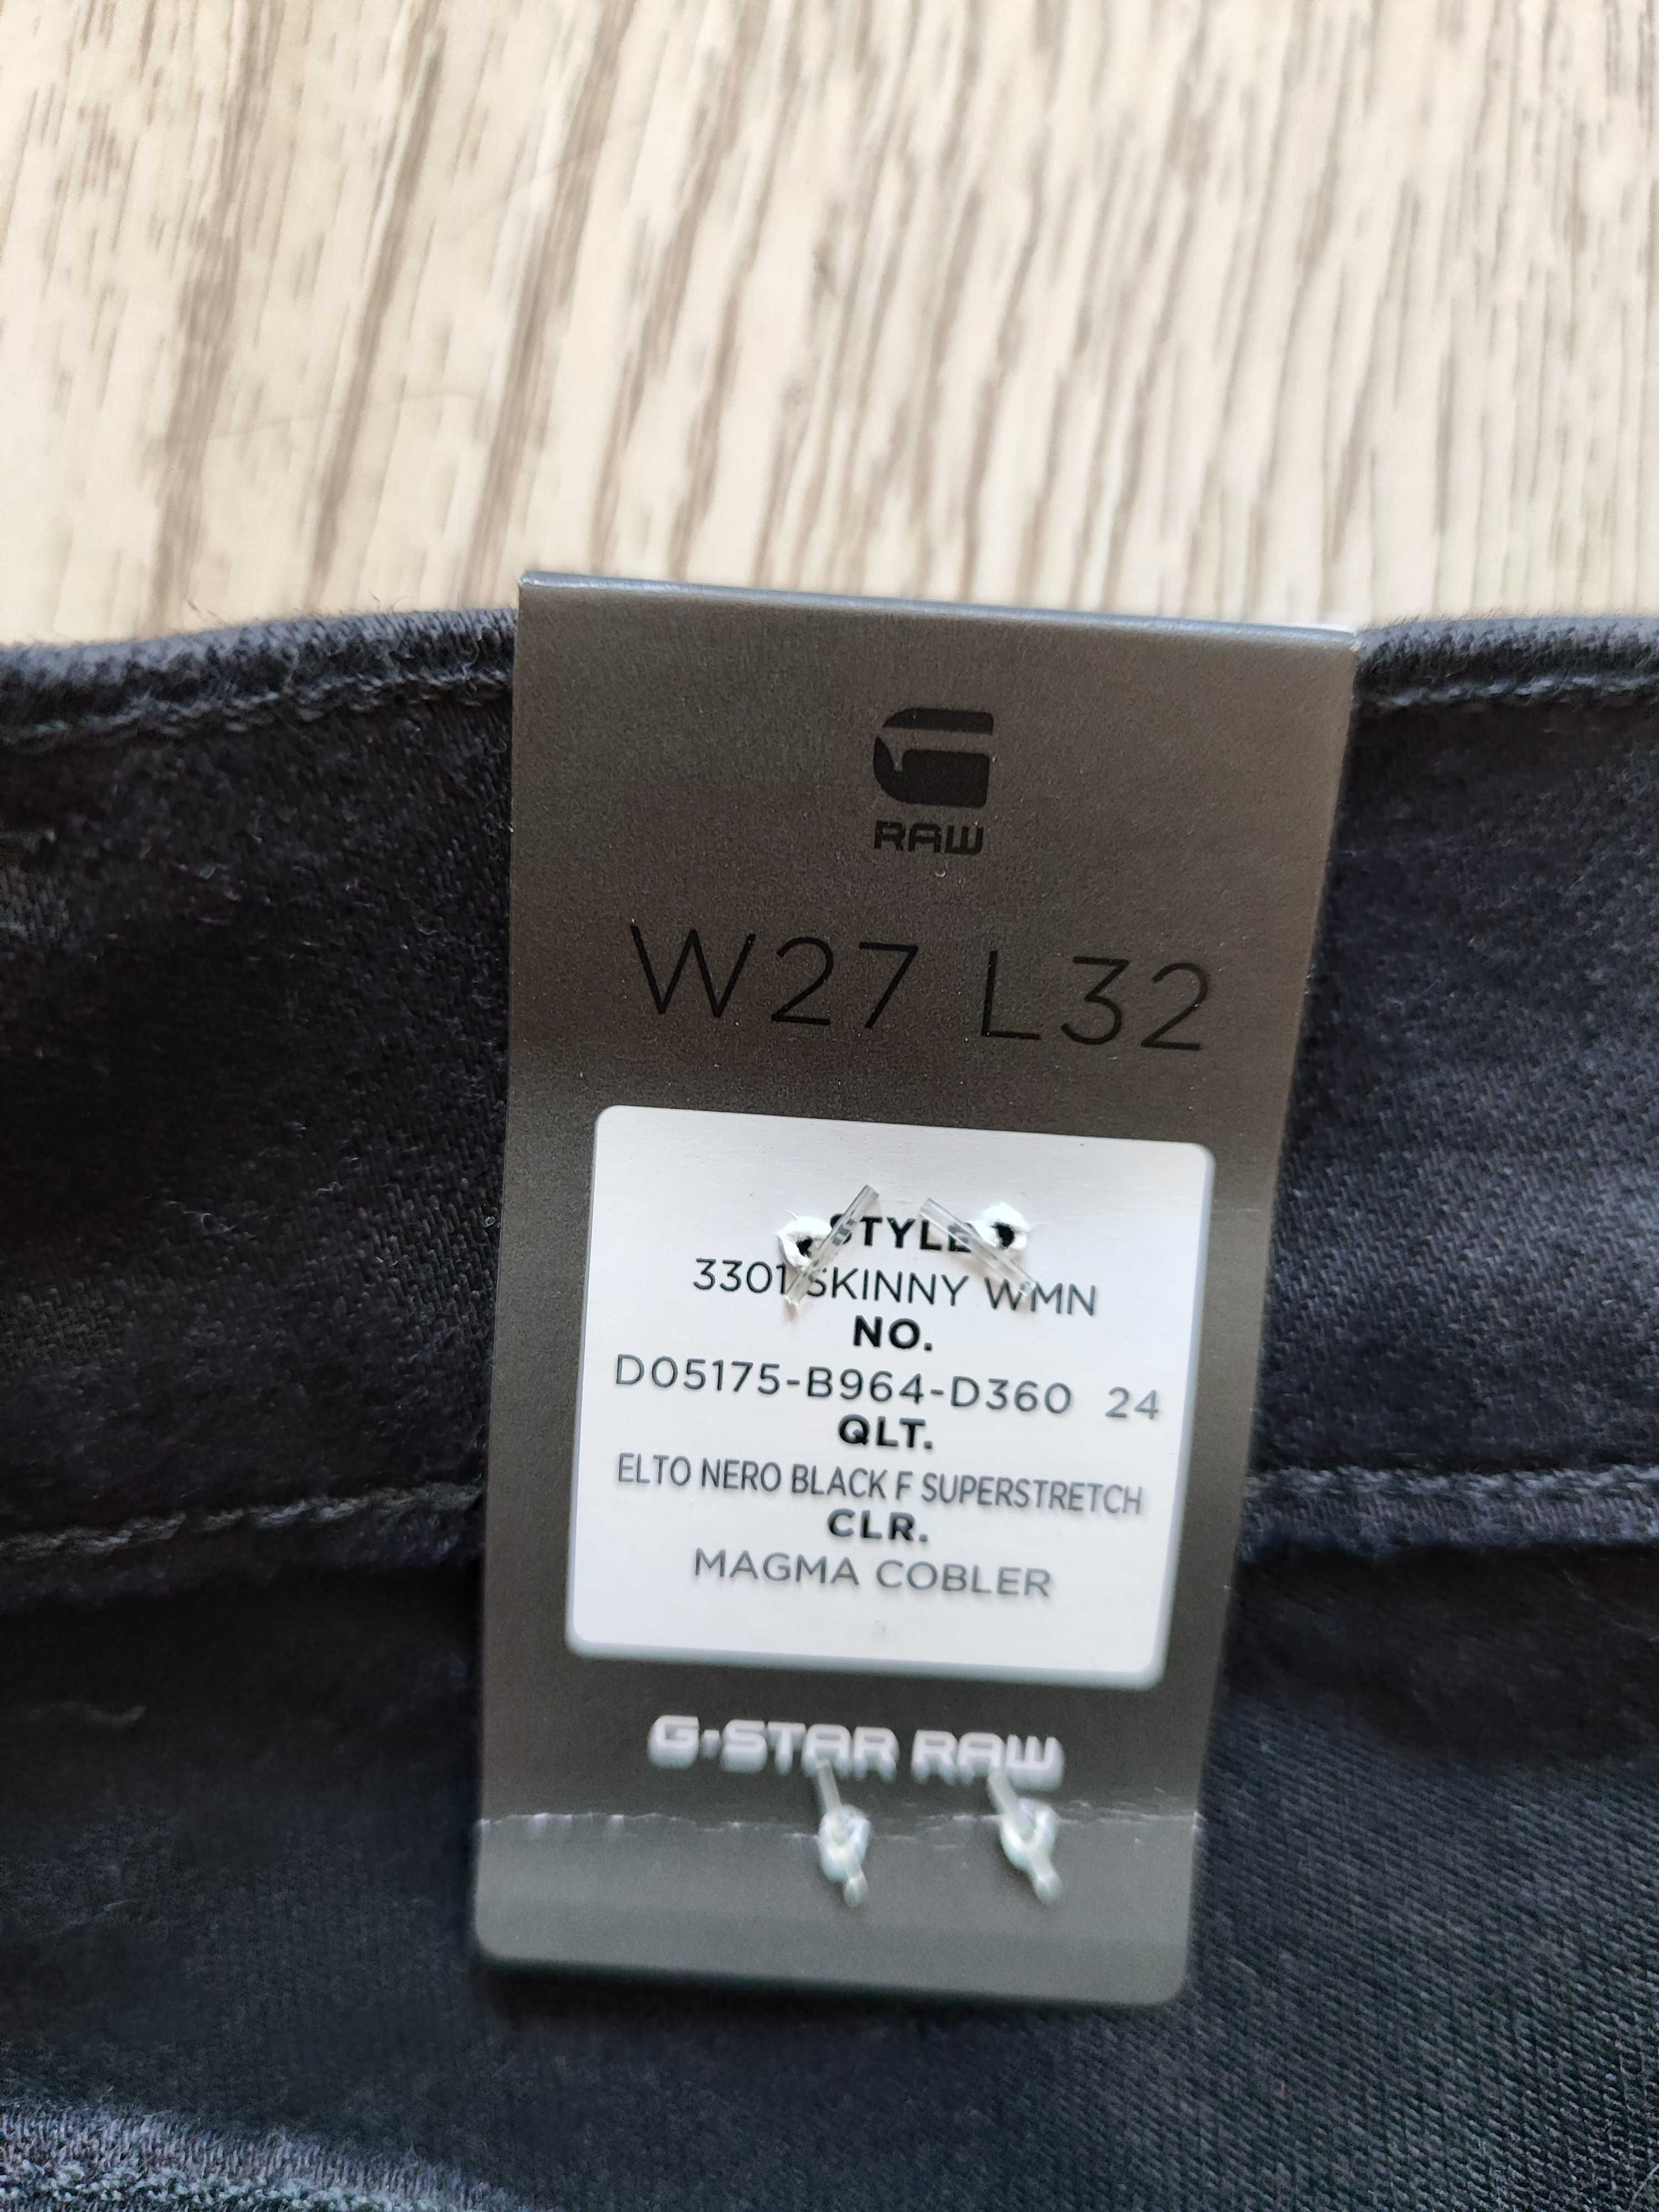 RAW
W27 L32
STYLE
3301 SKINNY WMN
NO.
D05175-B964-D360 24
QLT.
ELTO NERO BLACK F SUPERSTRETCH
CLR.
MAGMA COBLER
G-STAR RAW